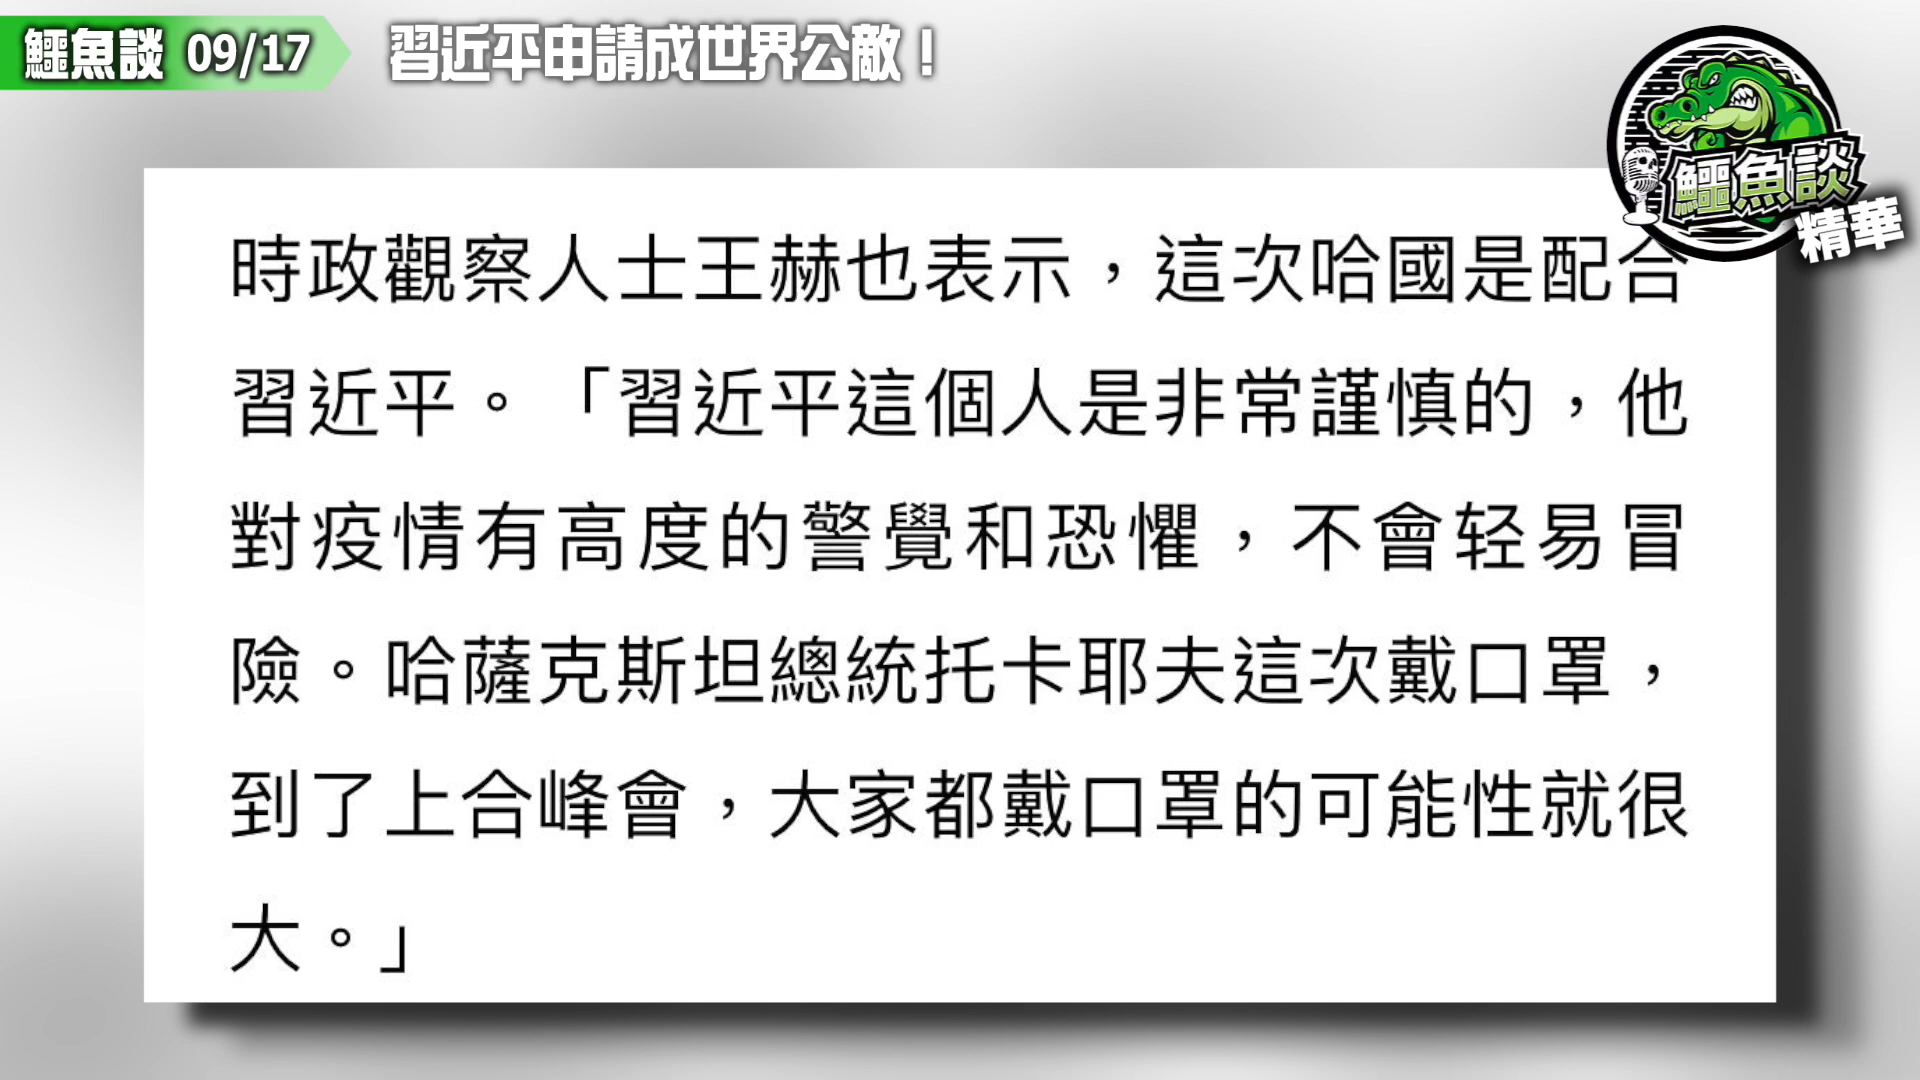 鱷魚談 09/17 習近平申請成世界公敵！
鱷魚談
精華
時政觀察人士王赫也表示，這次哈國是配合
習近平。「習近平這個人是非常謹慎的，他
對疫情有高度的警覺和恐懼，不會轻易冒
險。哈薩克斯坦總統托卡耶夫這次戴口罩，
到了上合峰會，大家都戴口罩的可能性就很
大。」